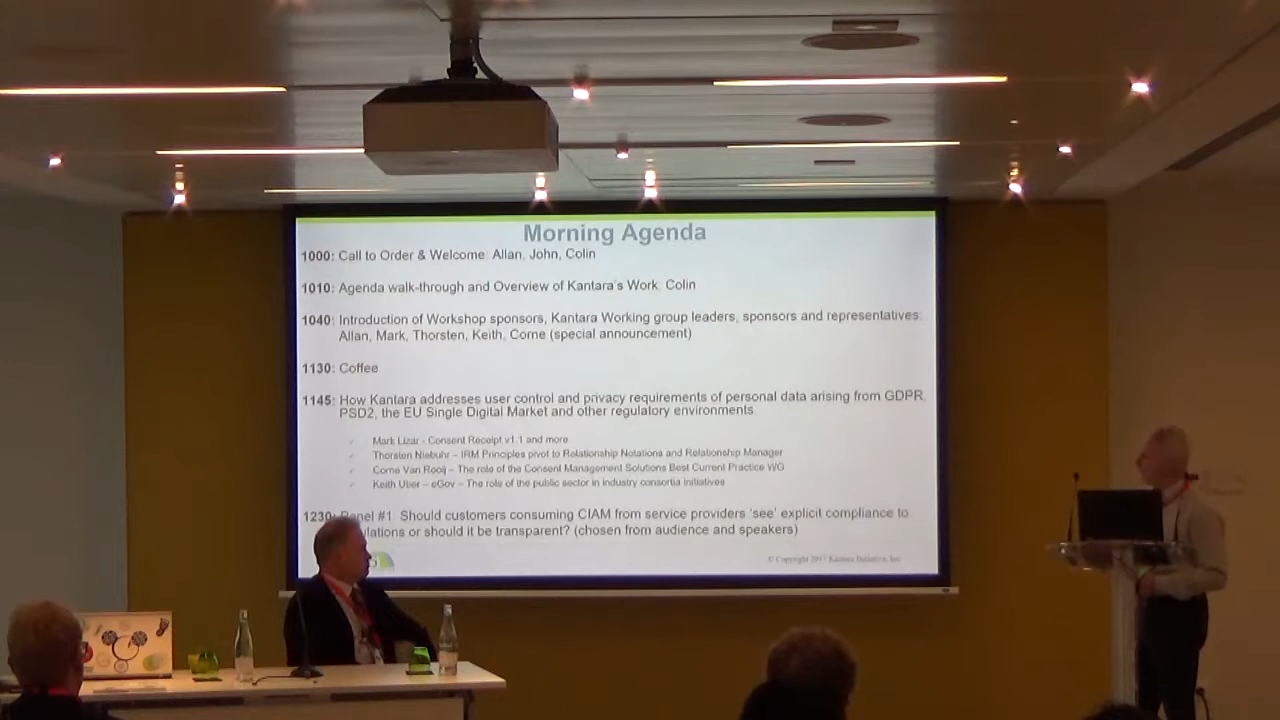 Morning Agenda
1000: Call to Order & Welcome: Allan, John, Colin
1010: Agenda walk-through and Overview of Kantara's Work: Colin
1040: Introduction of Workshop sponsors, Kantara Working group leaders, sponsors and representatives:
Allan, Mark, Thorsten, Keith, Corne (special announcement)
1130: Coffee
1145: How Kantara addresses user control and privacy requirements of personal data arising from GDPR,
PSD2, the EU Single Digital Market and other regulatory environments.
✓ Mark Lizar - Consent Receipt v1.1 and more
✓ Thorsten Niebuhr – IRM Principles pivot to Relationship Notations and Relationship Manager
✓ Corne Van Rooij – The role of the Consent Management Solutions Best Current Practice WG
✓ Keith Uber – eGov – The role of the public sector in industry consortia initiatives
1230: Panel #1: Should customers consuming CIAM from service providers 'see' explicit compliance to
ulations or should it be transparent? (chosen from audience and speakers)
© Copyright 2017 Kantara Initiative, Inc.